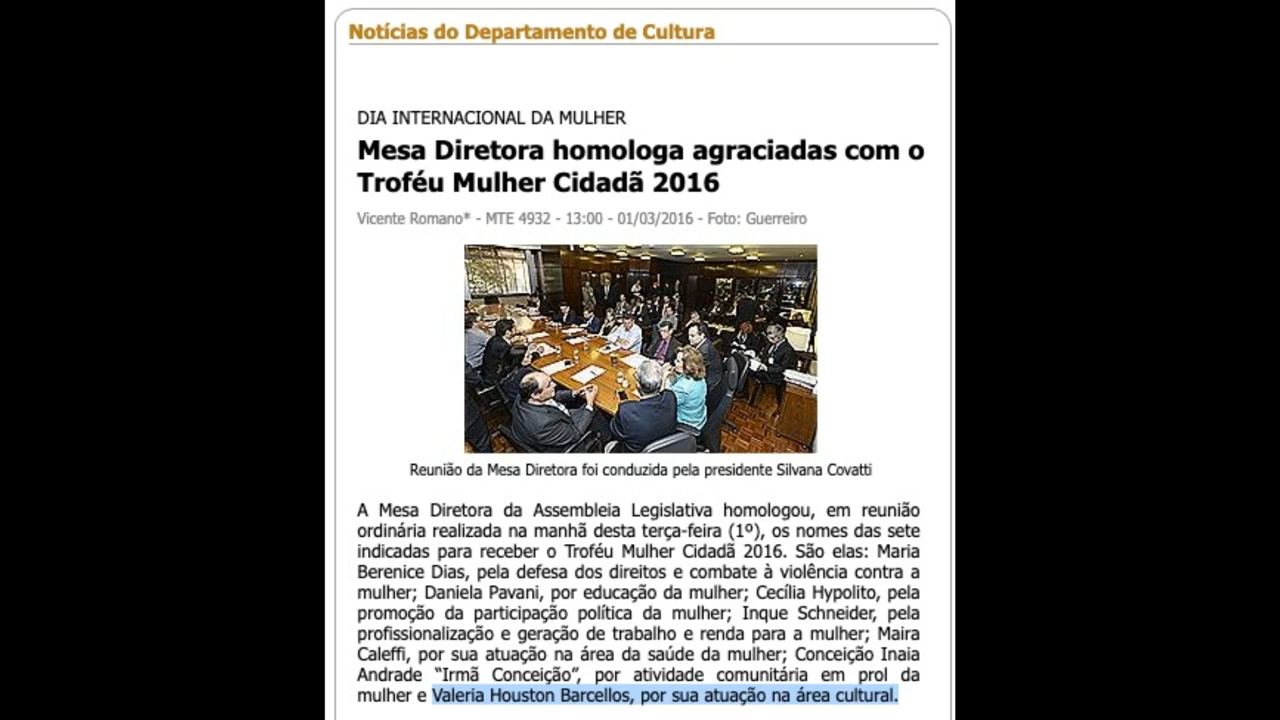 Notícias do Departamento de Cultura
DIA INTERNACIONAL DA MULHER
Mesa Diretora homologa agraciadas com o
Troféu Mulher Cidadã 2016
Vicente Romano* - MTE 4932 - 13:00 - 01/03/2016 - Foto: Guerreiro
Reunião da Mesa Diretora foi conduzida pela presidente Silvana Covatti
A Mesa Diretora da Assembleia Legislativa homologou, em reunião
ordinária realizada na manhã desta terça-feira (1º), os nomes das sete
indicadas para receber o Troféu Mulher Cidadã 2016. São elas: Maria
Berenice Dias, pela defesa dos direitos e combate à violência contra a
mulher; Daniela Pavani, por educação da mulher; Cecília Hypolito, pela
promoção da participação política da mulher; Inque Schneider, pela
profissionalização e geração de trabalho e renda para a mulher; Maira
Caleffi, por sua atuação na área da saúde da mulher; Conceição Inaia
Andrade “Irmã Conceição”, por atividade comunitária em prol da
mulher e Valeria Houston Barcellos, por sua atuação na área cultural.